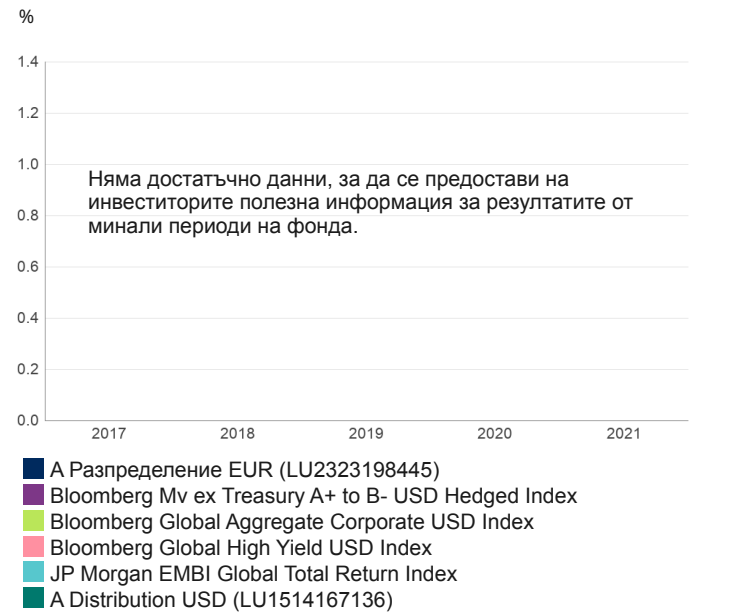 %
1.4
1.2
1.0
Няма достатъчно данни, за да се предостави на
инвеститорите полезна информация за резултатите от
0.8
минали периоди на фонда.
0.6
0.4
0.2
0.0
2017 2018 2019 2020 2021
А Разпределение EUR (LU2323198445)
Bloomberg Mv ex Treasury A+ to B- USD Hedged Index
Bloomberg Global Aggregate Corporate USD Index
Bloomberg Global High Yield USD Index
JP Morgan EMBI Global Total Return Index
A Distribution USD (LU1514167136)